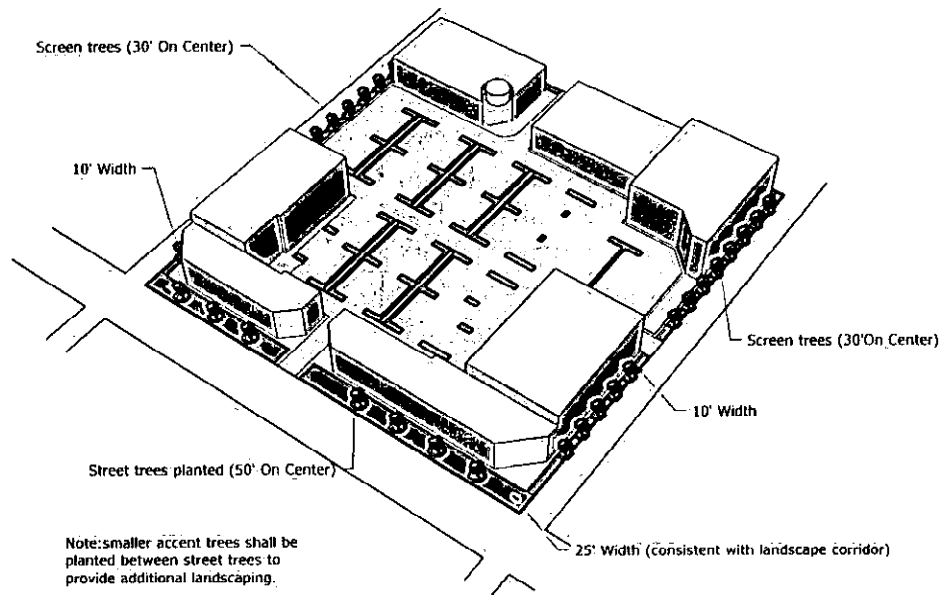 Screen trees (30' On Center)
10' Width
Screen trees (30'On Center)
10' Width
Street trees planted (50' On Center)
25' Width (consistent with landscape corridor)
Note:smaller accent trees shall be
planted between street trees to
provide additional landscaping.